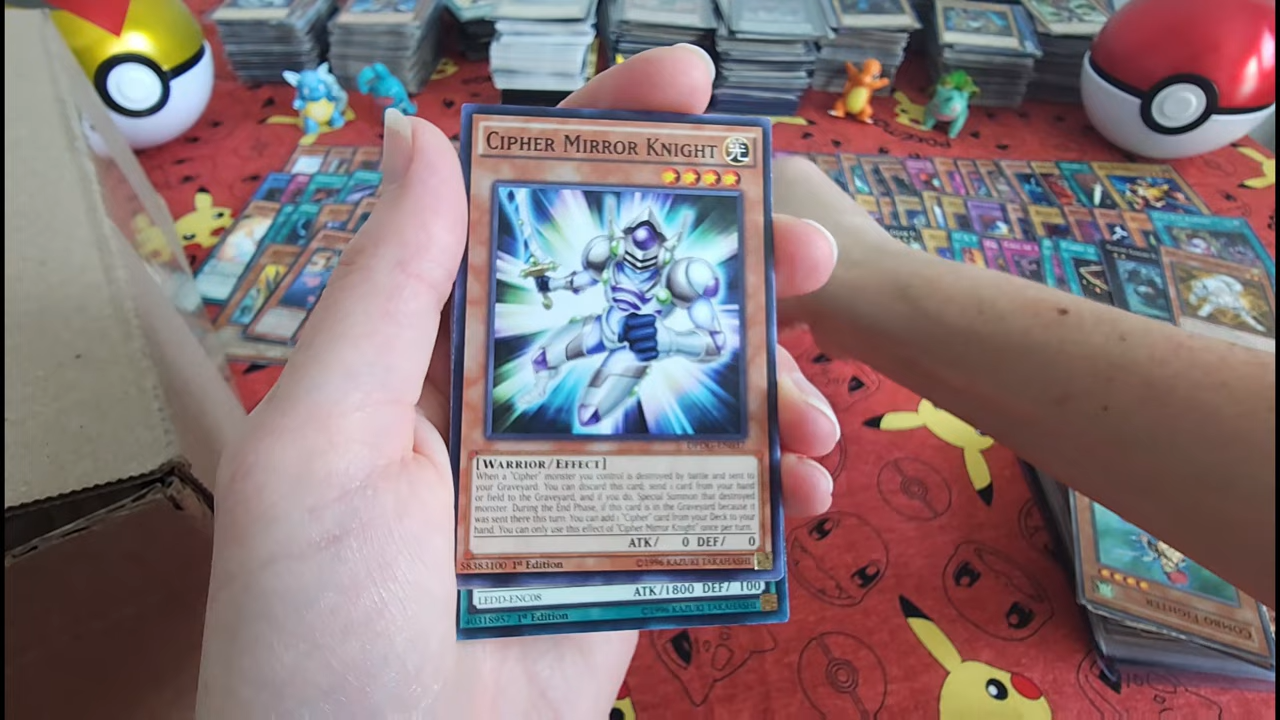 CIPHER MIRROR KNIGHT
光
DPDG-EN017
[WARRIOR/EFFECT]
When a "Cipher" monster you control is destroyed by battle and sent to
your Graveyard: You can discard this card; send 1 card from your hand
or field to the Graveyard, and if you do, Special Summon that destroyed
monster. During the End Phase, if this card is in the Graveyard because it
was sent there this turn: You can add 1 "Cipher" card from your Deck to your
hand. You can only use this effect of "Cipher Mirror Knight" once per turn.
ATK/ 0 DEF/ 0
58383100 1st Edition ©1996 KAZUKI TAKAHASHI
LEDD-ENC08 ATK/1800 DEF/ 100
40318957 1st Edition ©1996 KAZUKI TAKAHASHI
COMBO FIGHTER